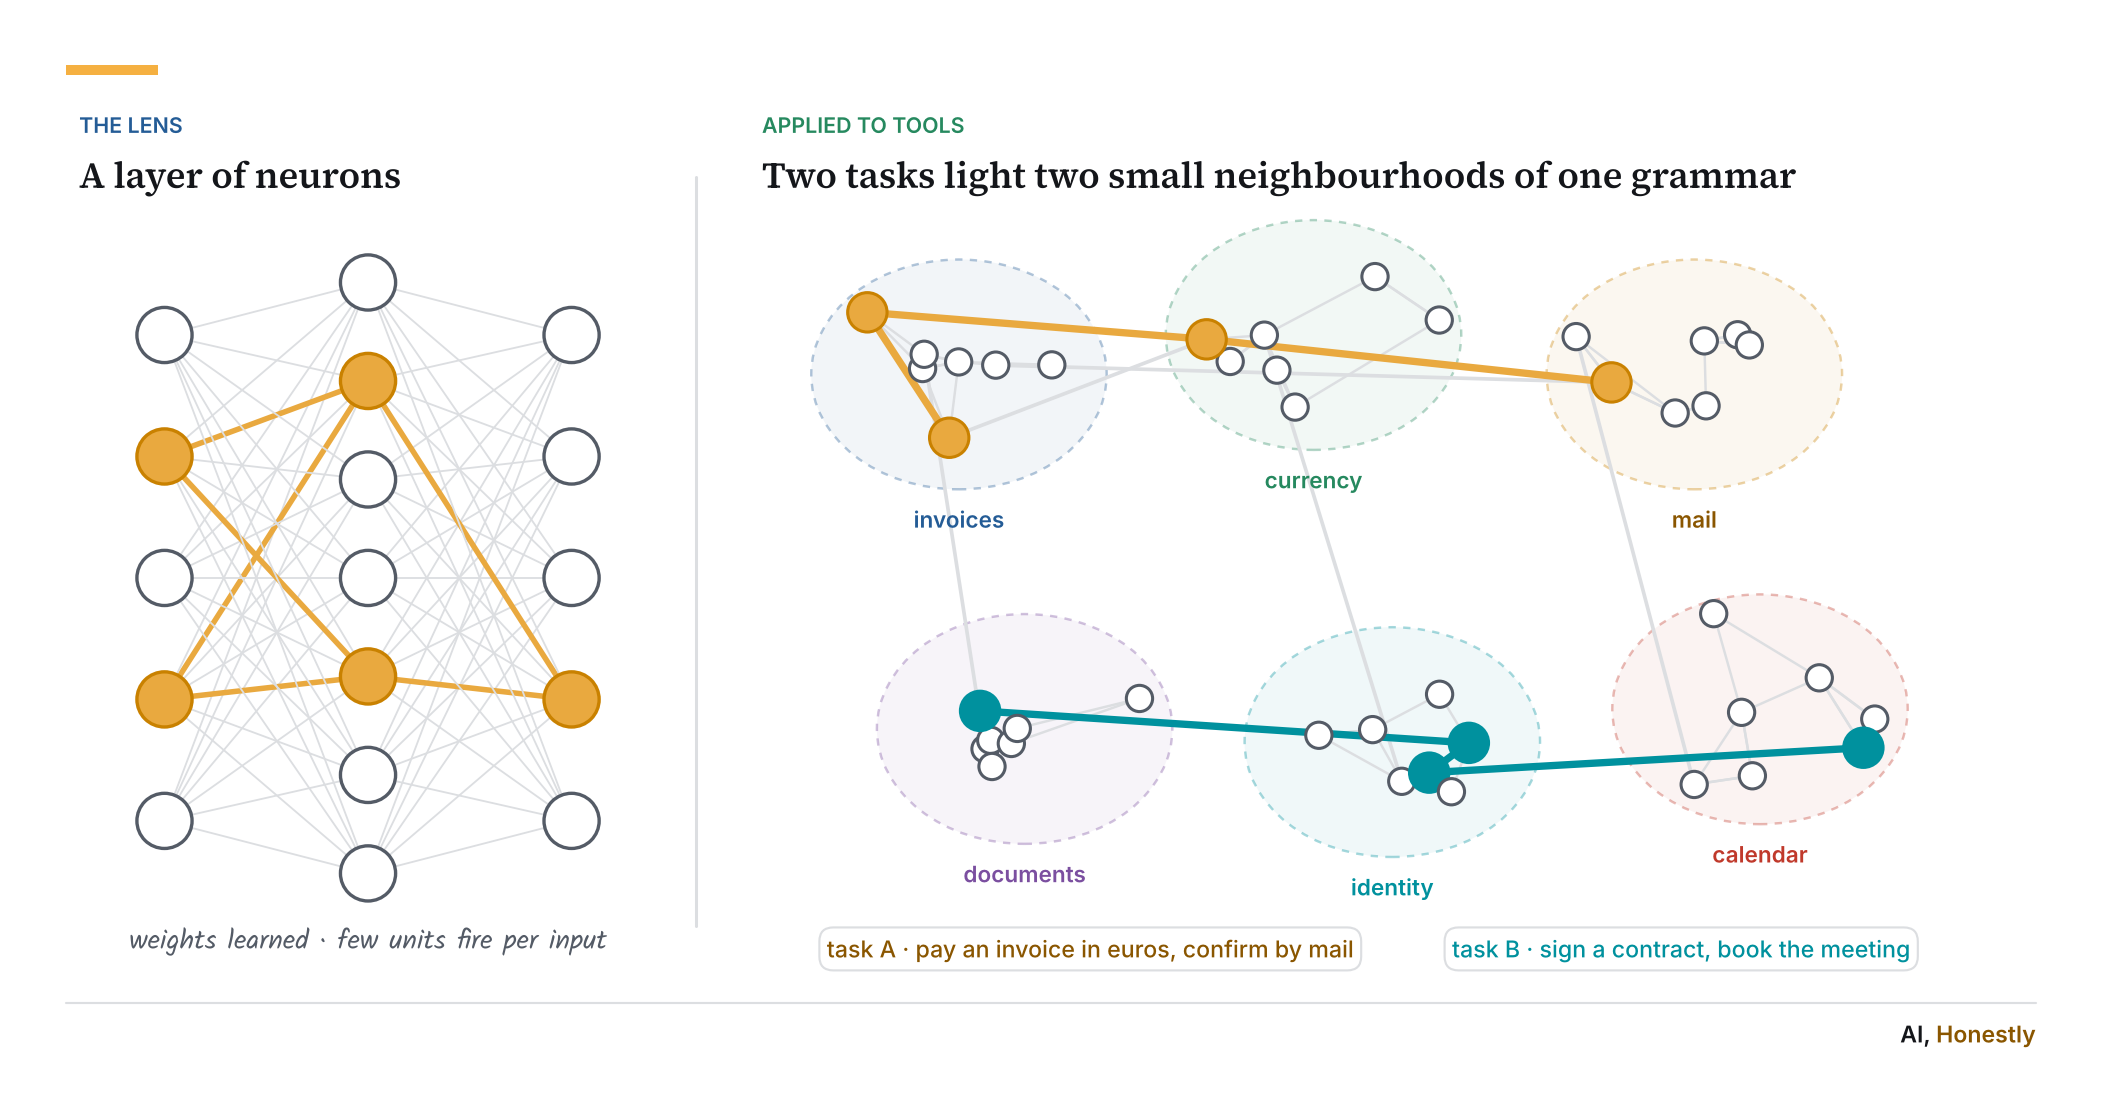 THE LENS
A layer of neurons
weights learned · few units fire per input
APPLIED TO TOOLS
Two tasks light two small neighbourhoods of one grammar
invoices
currency
mail
documents
identity
calendar
task A · pay an invoice in euros, confirm by mail
task B · sign a contract, book the meeting
AI, Honestly